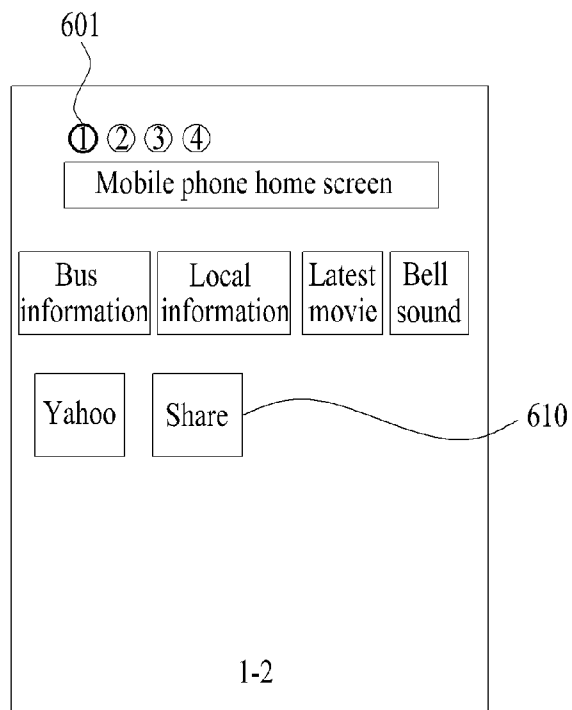 601
① ② ③ ④
Mobile phone home screen
Bus information
Local information
Latest movie
Bell sound
Yahoo
Share
610
1-2